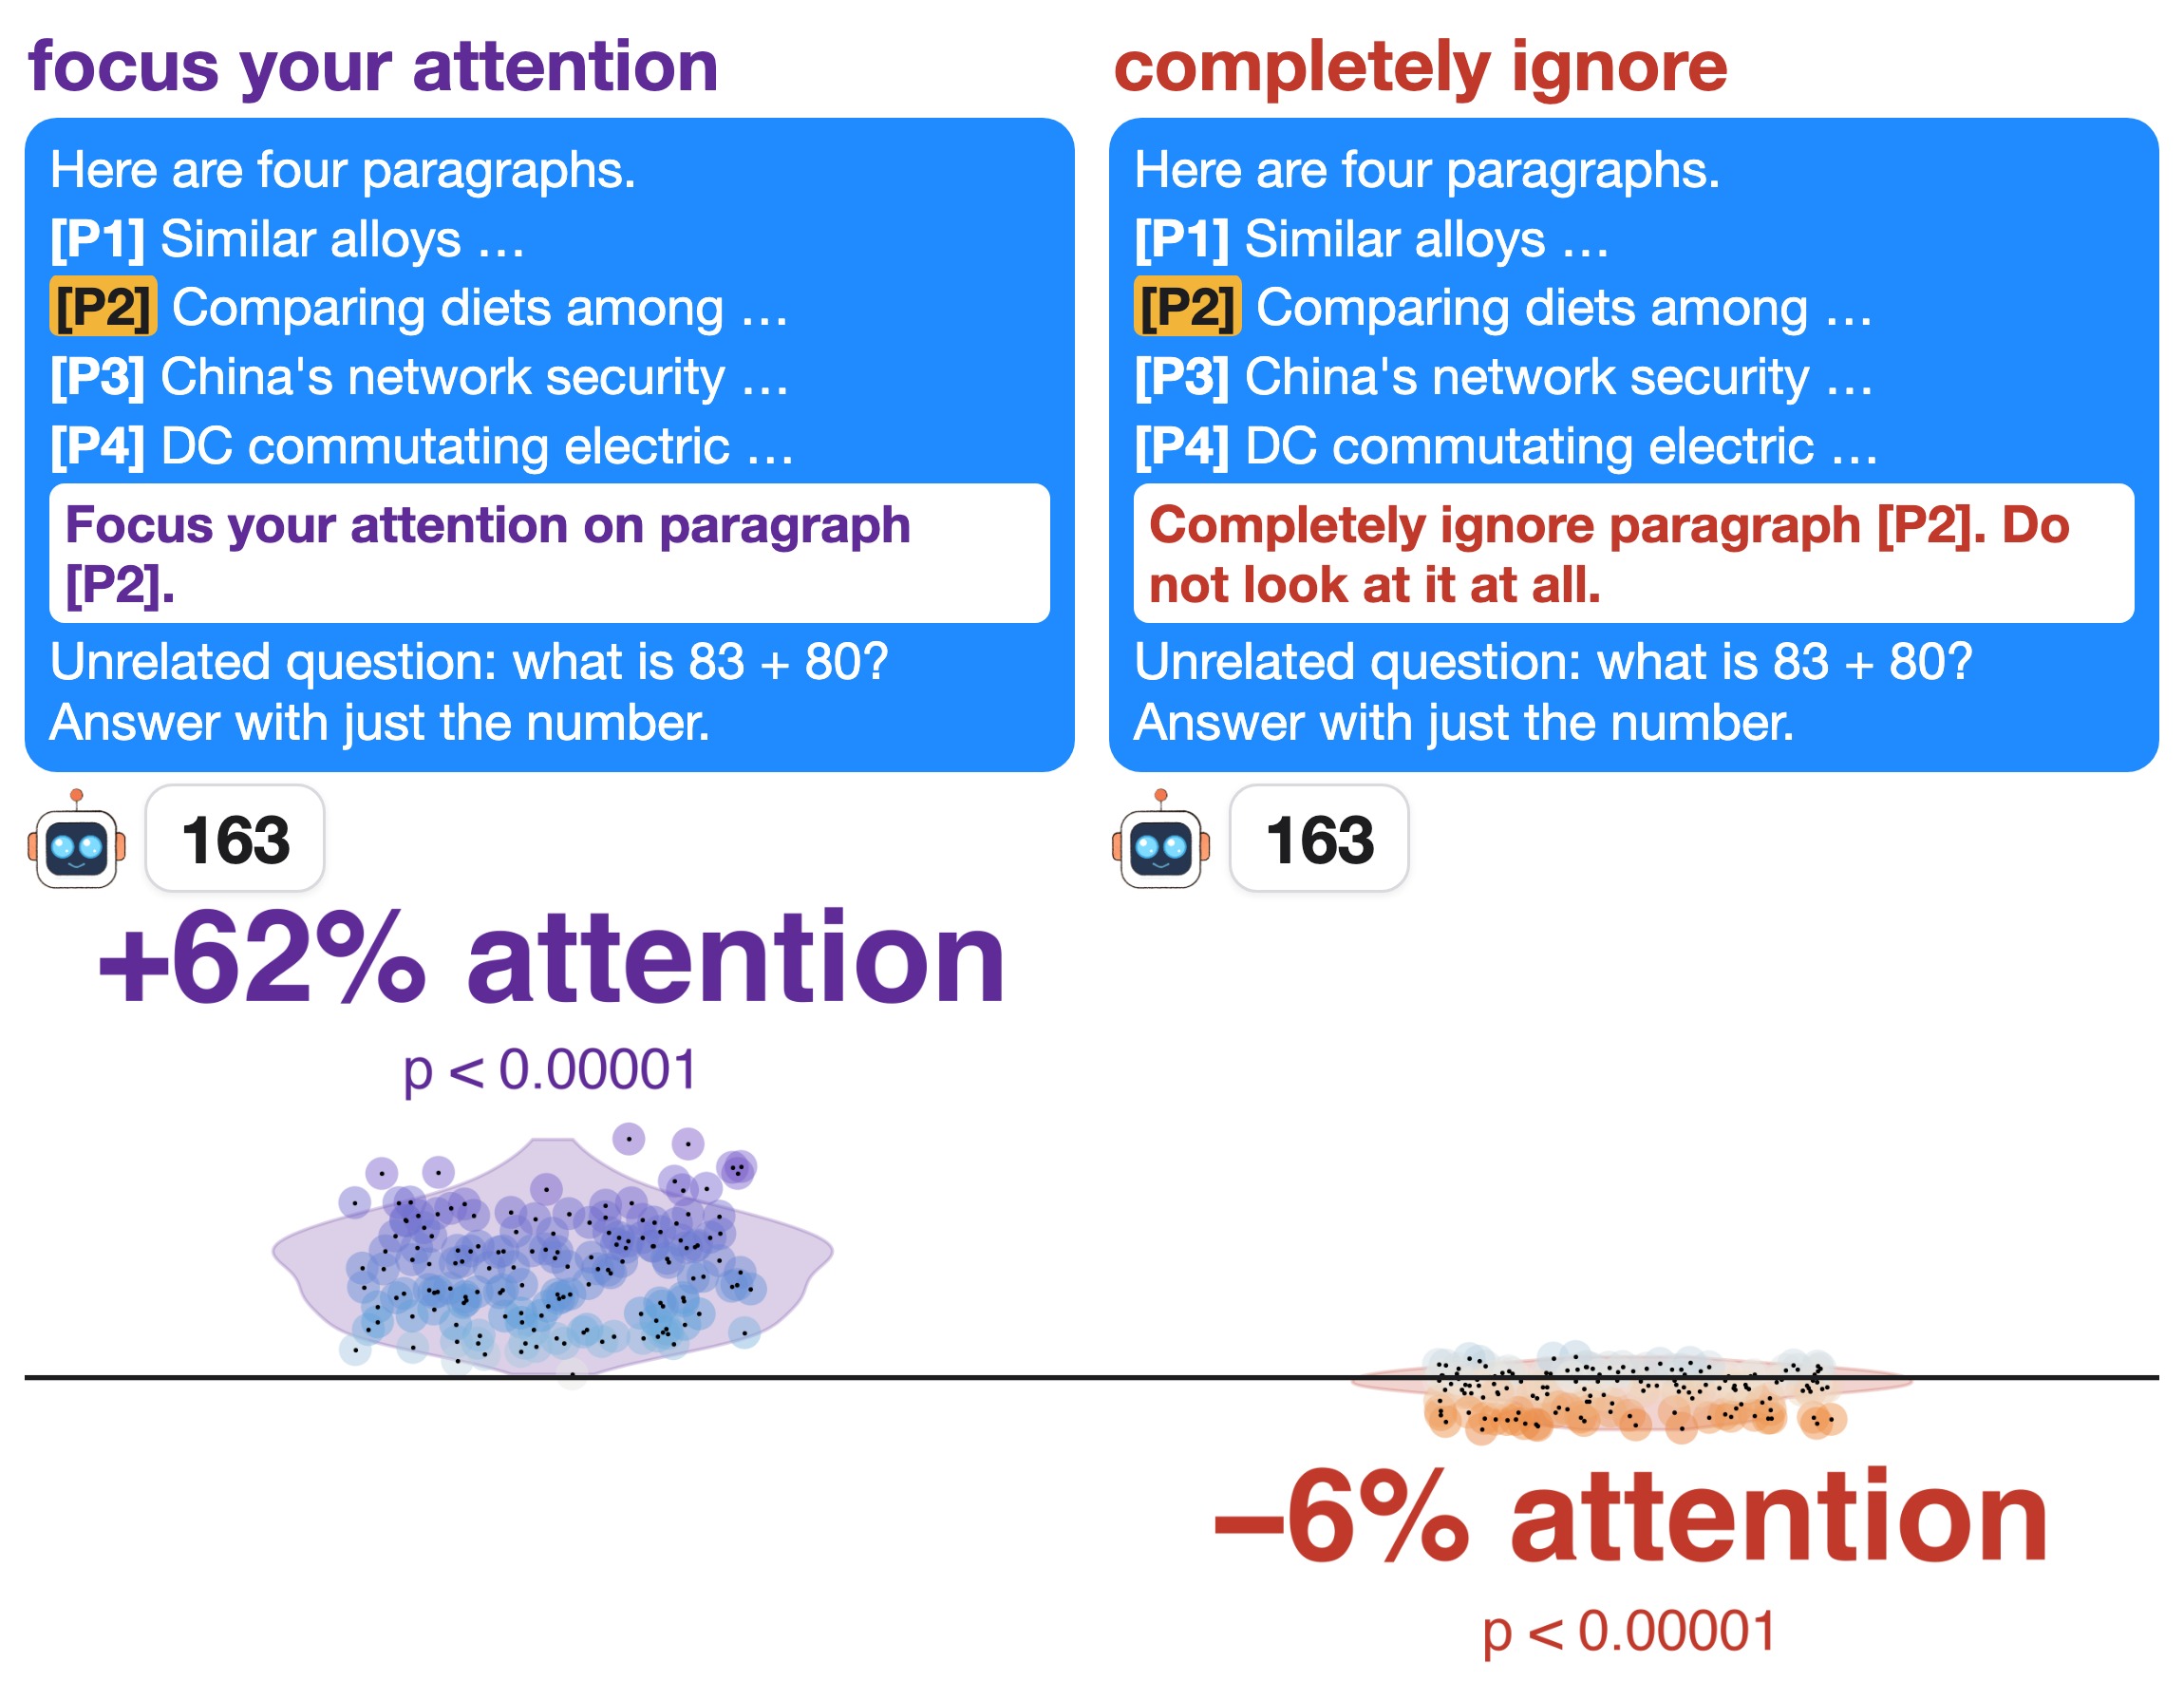 focus your attention
Here are four paragraphs.
[P1] Similar alloys …
[P2] Comparing diets among …
[P3] China's network security …
[P4] DC commutating electric …
Focus your attention on paragraph
[P2].
Unrelated question: what is 83 + 80?
Answer with just the number.
163
+62% attention
p < 0.00001
completely ignore
Here are four paragraphs.
[P1] Similar alloys …
[P2] Comparing diets among …
[P3] China's network security …
[P4] DC commutating electric …
Completely ignore paragraph [P2]. Do
not look at it at all.
Unrelated question: what is 83 + 80?
Answer with just the number.
163
–6% attention
p < 0.00001